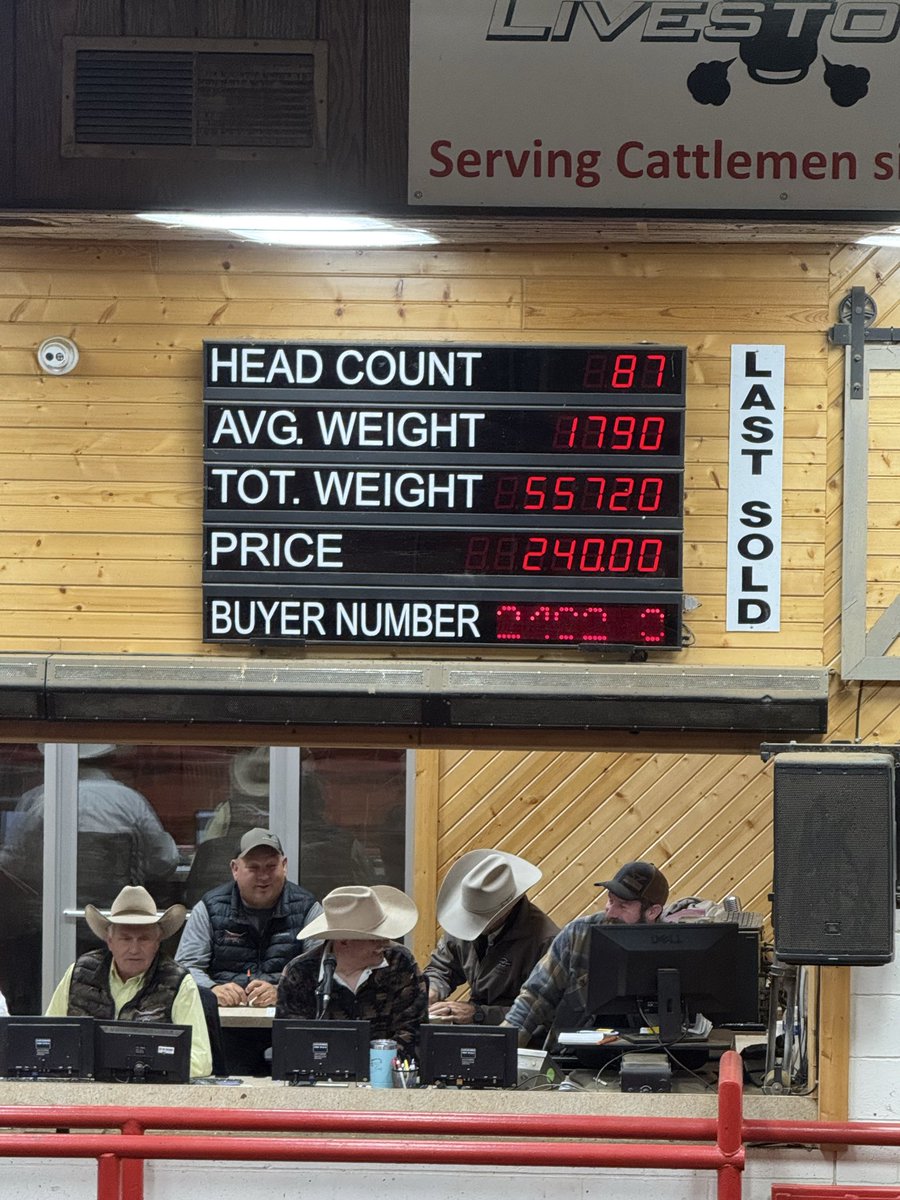 LIVESTO
Serving Cattlemen si
HEAD COUNT 87
AVG. WEIGHT 1790
TOT. WEIGHT 55720
PRICE 240.00
BUYER NUMBER
LAST SOLD
DELL